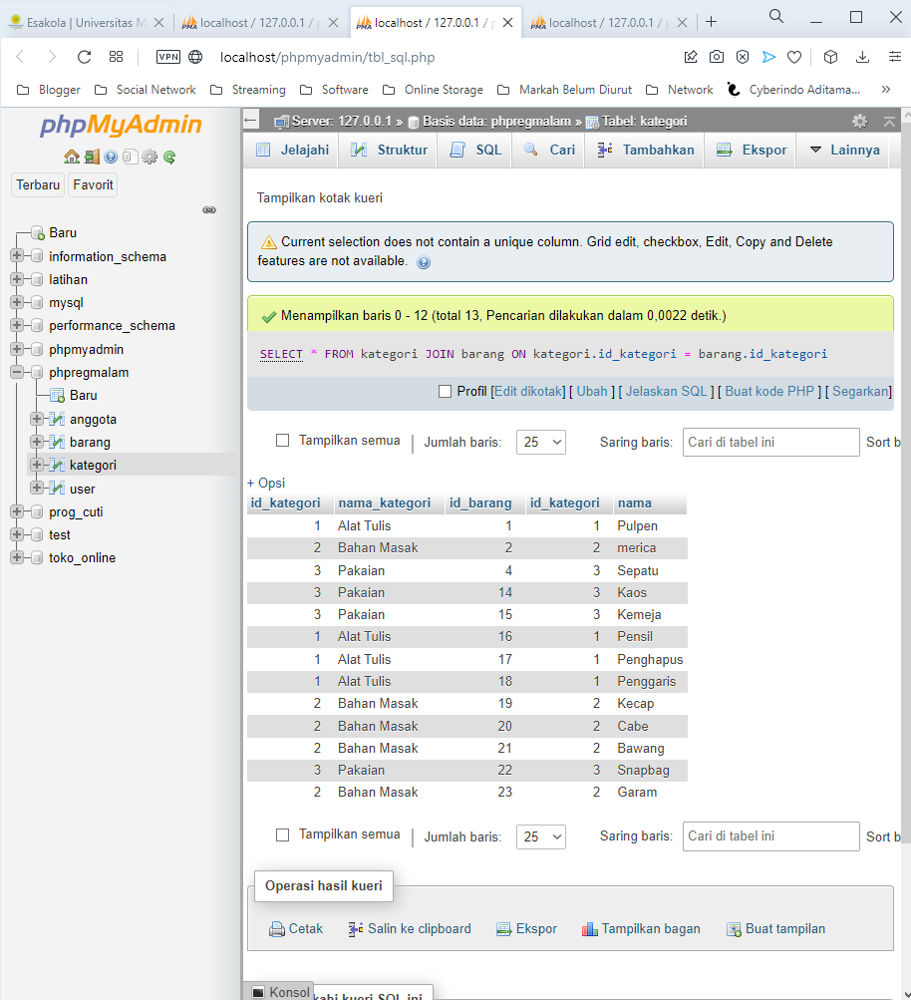 Esakola | Universitas M
localhost / 127.0.0.1 / p
localhost / 127.0.0.1 / p
localhost / 127.0.0.1 / p
VPN
localhost/phpmyadmin/tbl_sql.php
Blogger Social Network Streaming Software Online Storage Markah Belum Diurut Network Cyberindo Aditama... »
phpMyAdmin
Terbaru Favorit
Baru
information_schema
latihan
mysql
performance_schema
phpmyadmin
phpregmalam
Baru
anggota
barang
kategori
user
prog_cuti
test
toko_online
Server: 127.0.0.1 » Basis data: phpregmalam » Tabel: kategori
Jelajahi Struktur SQL Cari Tambahkan Ekspor Lainnya
Tampilkan kotak kueri
Current selection does not contain a unique column. Grid edit, checkbox, Edit, Copy and Delete
features are not available.
Menampilkan baris 0 - 12 (total 13, Pencarian dilakukan dalam 0,0022 detik.)
SELECT * FROM kategori JOIN barang ON kategori.id_kategori = barang.id_kategori
Profil [Edit dikotak] [ Ubah ] [ Jelaskan SQL ] [ Buat kode PHP ] [ Segarkan]
Tampilkan semua | Jumlah baris: 25 Saring baris: Cari di tabel ini Sort b
+ Opsi
id_kategori nama_kategori id_barang id_kategori nama
1 Alat Tulis 1 1 Pulpen
2 Bahan Masak 2 2 merica
3 Pakaian 4 3 Sepatu
3 Pakaian 14 3 Kaos
3 Pakaian 15 3 Kemeja
1 Alat Tulis 16 1 Pensil
1 Alat Tulis 17 1 Penghapus
1 Alat Tulis 18 1 Penggaris
2 Bahan Masak 19 2 Kecap
2 Bahan Masak 20 2 Cabe
2 Bahan Masak 21 2 Bawang
3 Pakaian 22 3 Snapbag
2 Bahan Masak 23 2 Garam
Tampilkan semua | Jumlah baris: 25 Saring baris: Cari di tabel ini Sort b
Operasi hasil kueri
Cetak Salin ke clipboard Ekspor Tampilkan bagan Buat tampilan
Konsol
kueri SQL ini